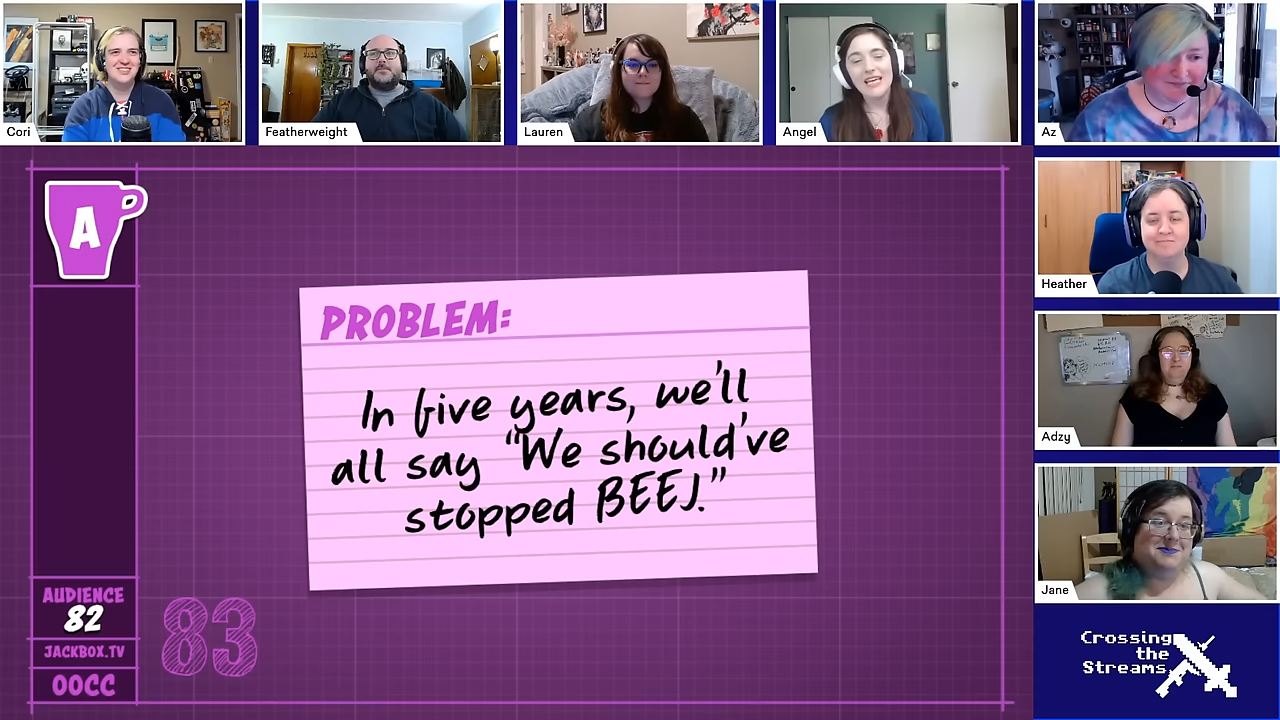 Cori
Featherweight
Lauren
Angel
Az
A
PROBLEM:
In five years, we'll
all say "We should've
stopped BEEJ."
Heather
Adzy
Jane
AUDIENCE
82
JACKBOX.TV
OOCC
83
Crossing
the
Streams